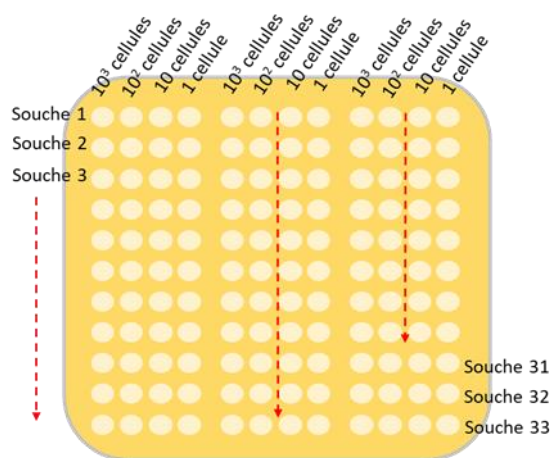 10³ cellules
10² cellules
10 cellules
1 cellule
10³ cellules
10² cellules
10 cellules
1 cellule
10³ cellules
10² cellules
10 cellules
1 cellule
Souche 1
Souche 2
Souche 3
Souche 31
Souche 32
Souche 33